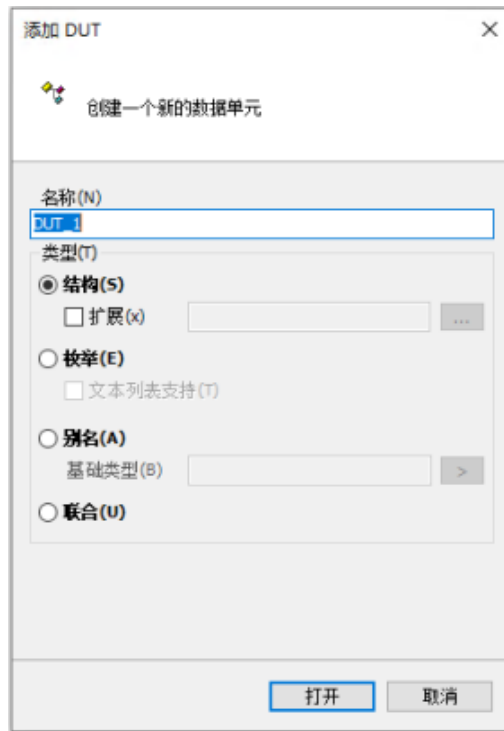 添加 DUT
创建一个新的数据单元
名称(N)
DUT_1
类型(T)
结构(S)
扩展(x)
...
枚举(E)
文本列表支持(T)
别名(A)
基础类型(B)
>
联合(U)
打开
取消